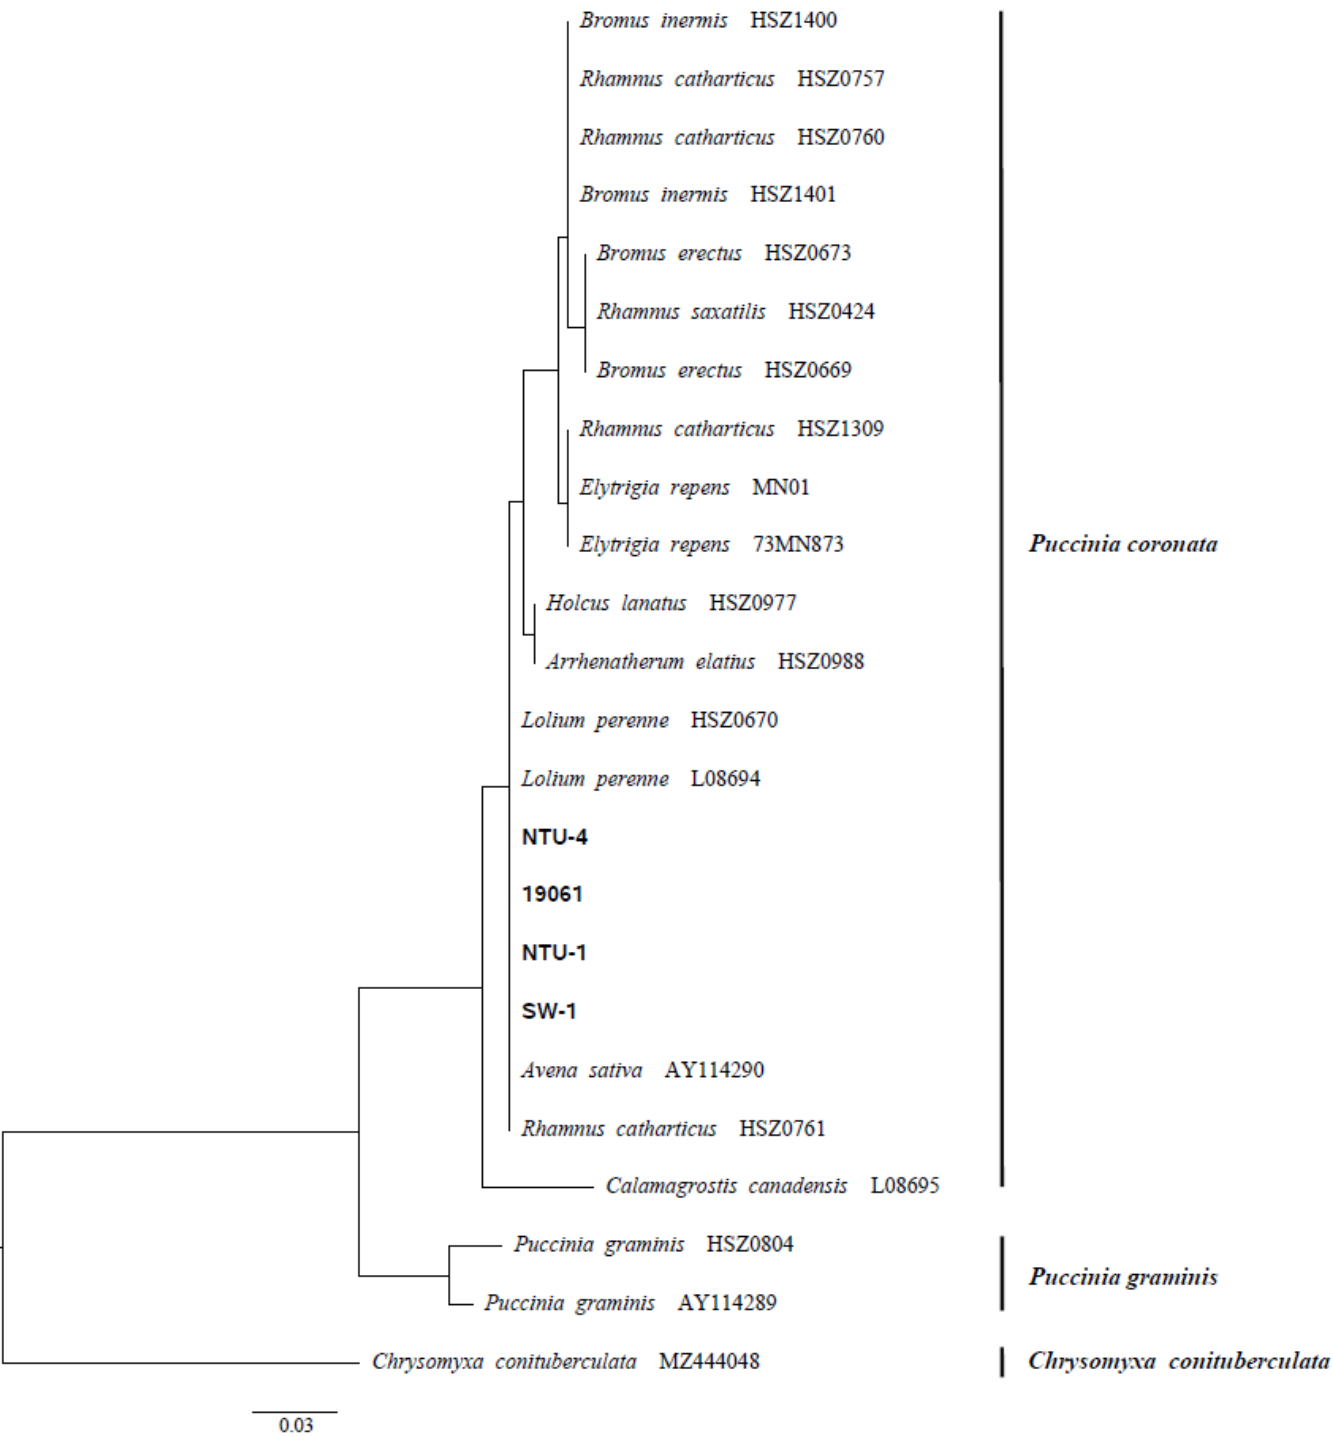 Bromus inermis HSZ1400
Rhamnus catharticus HSZ0757
Rhamnus catharticus HSZ0760
Bromus inermis HSZ1401
Bromus erectus HSZ0673
Rhamnus saxatilis HSZ0424
Bromus erectus HSZ0669
Rhamnus catharticus HSZ1309
Elytrigia repens MN01
Elytrigia repens 73MN873
Puccinia coronata
Holcus lanatus HSZ0977
Arrhenatherum elatius HSZ0988
Lolium perenne HSZ0670
Lolium perenne L08694
NTU-4
19061
NTU-1
SW-1
Avena sativa AY114290
Rhamnus catharticus HSZ0761
Calamagrostis canadensis L08695
Puccinia graminis HSZ0804
Puccinia graminis
Puccinia graminis AY114289
Chrysomyxa conituberculata MZ444048
Chrysomyxa conituberculata
0.03